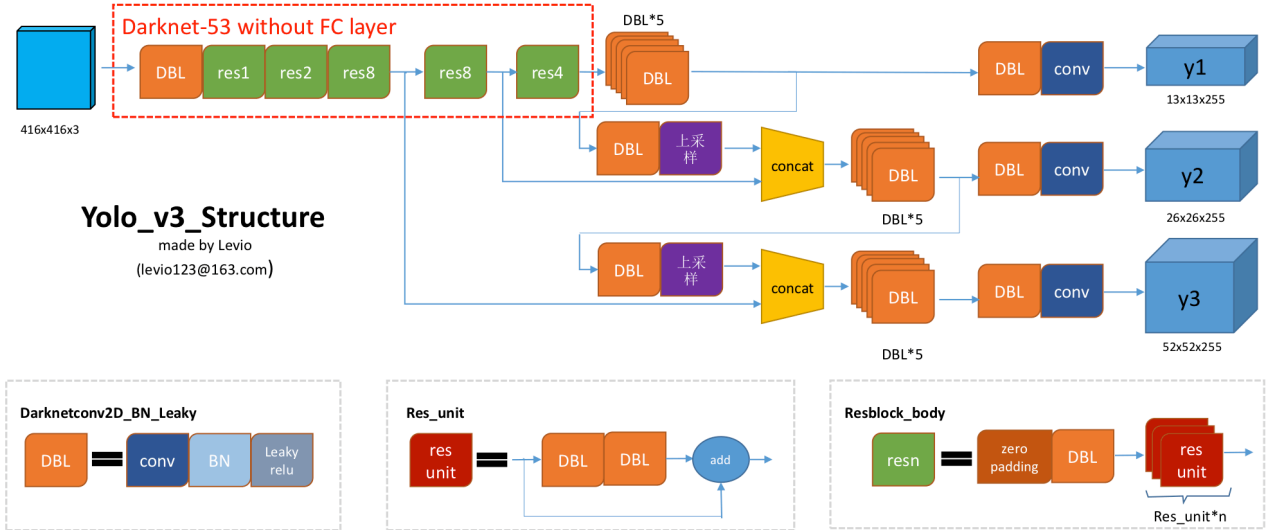 Darknet-53 without FC layer
DBL*5
DBL
res1
res2
res8
res8
res4
DBL
DBL
conv
y1
416x416x3
13x13x255
DBL
上采
样
concat
DBL
DBL
conv
y2
DBL*5
26x26x255
Yolo_v3_Structure
made by Levio
(levio123@163.com)
DBL
上采
样
concat
DBL
DBL
conv
y3
DBL*5
52x52x255
Darknetconv2D_BN_Leaky
DBL
conv
BN
Leaky
relu
Res_unit
res
unit
DBL
DBL
add
Resblock_body
resn
zero
padding
DBL
res
unit
Res_unit*n